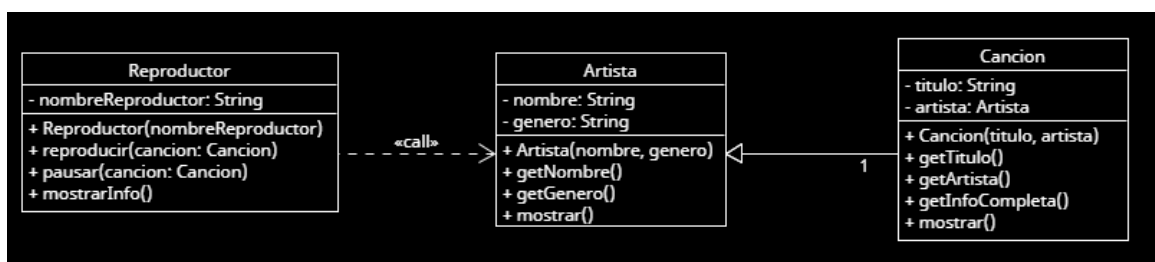 Reproductor
- nombreReproductor: String
+ Reproductor(nombreReproductor)
+ reproducir(cancion: Cancion)
+ pausar(cancion: Cancion)
+ mostrarInfo()
«call»
Artista
- nombre: String
- genero: String
+ Artista(nombre, genero)
+ getNombre()
+ getGenero()
+ mostrar()
1
Cancion
- titulo: String
- artista: Artista
+ Cancion(titulo, artista)
+ getTitulo()
+ getArtista()
+ getInfoCompleta()
+ mostrar()